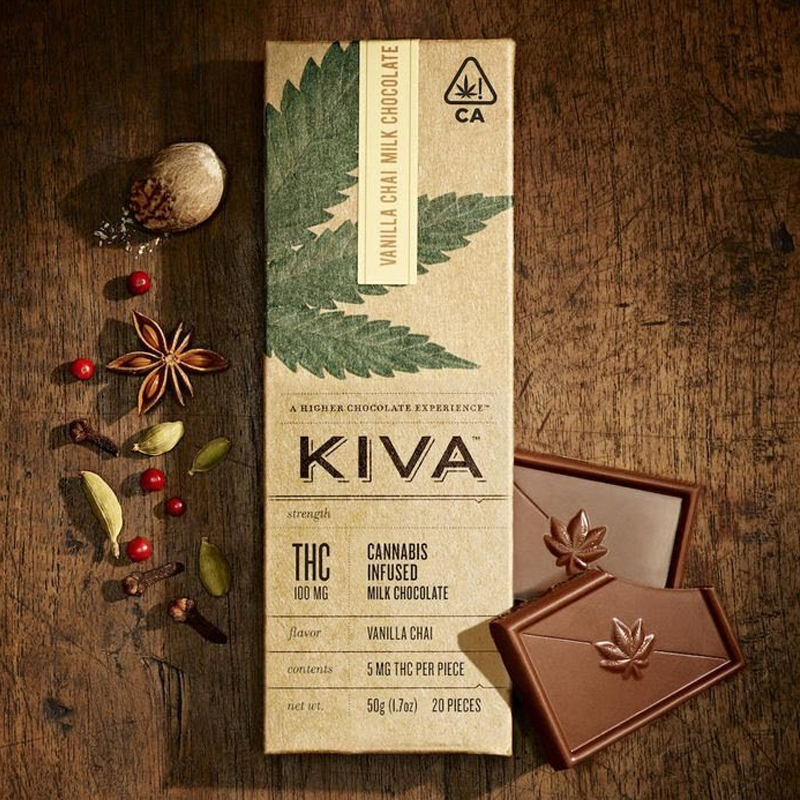 VANILLA CHAI MILK CHOCOLATE
CA
A HIGHER CHOCOLATE EXPERIENCE™
KIVA™
strength
THC
100 MG
CANNABIS
INFUSED
MILK CHOCOLATE
flavor
VANILLA CHAI
contents
5 MG THC PER PIECE
net wt.
50g (1.7oz) 20 PIECES